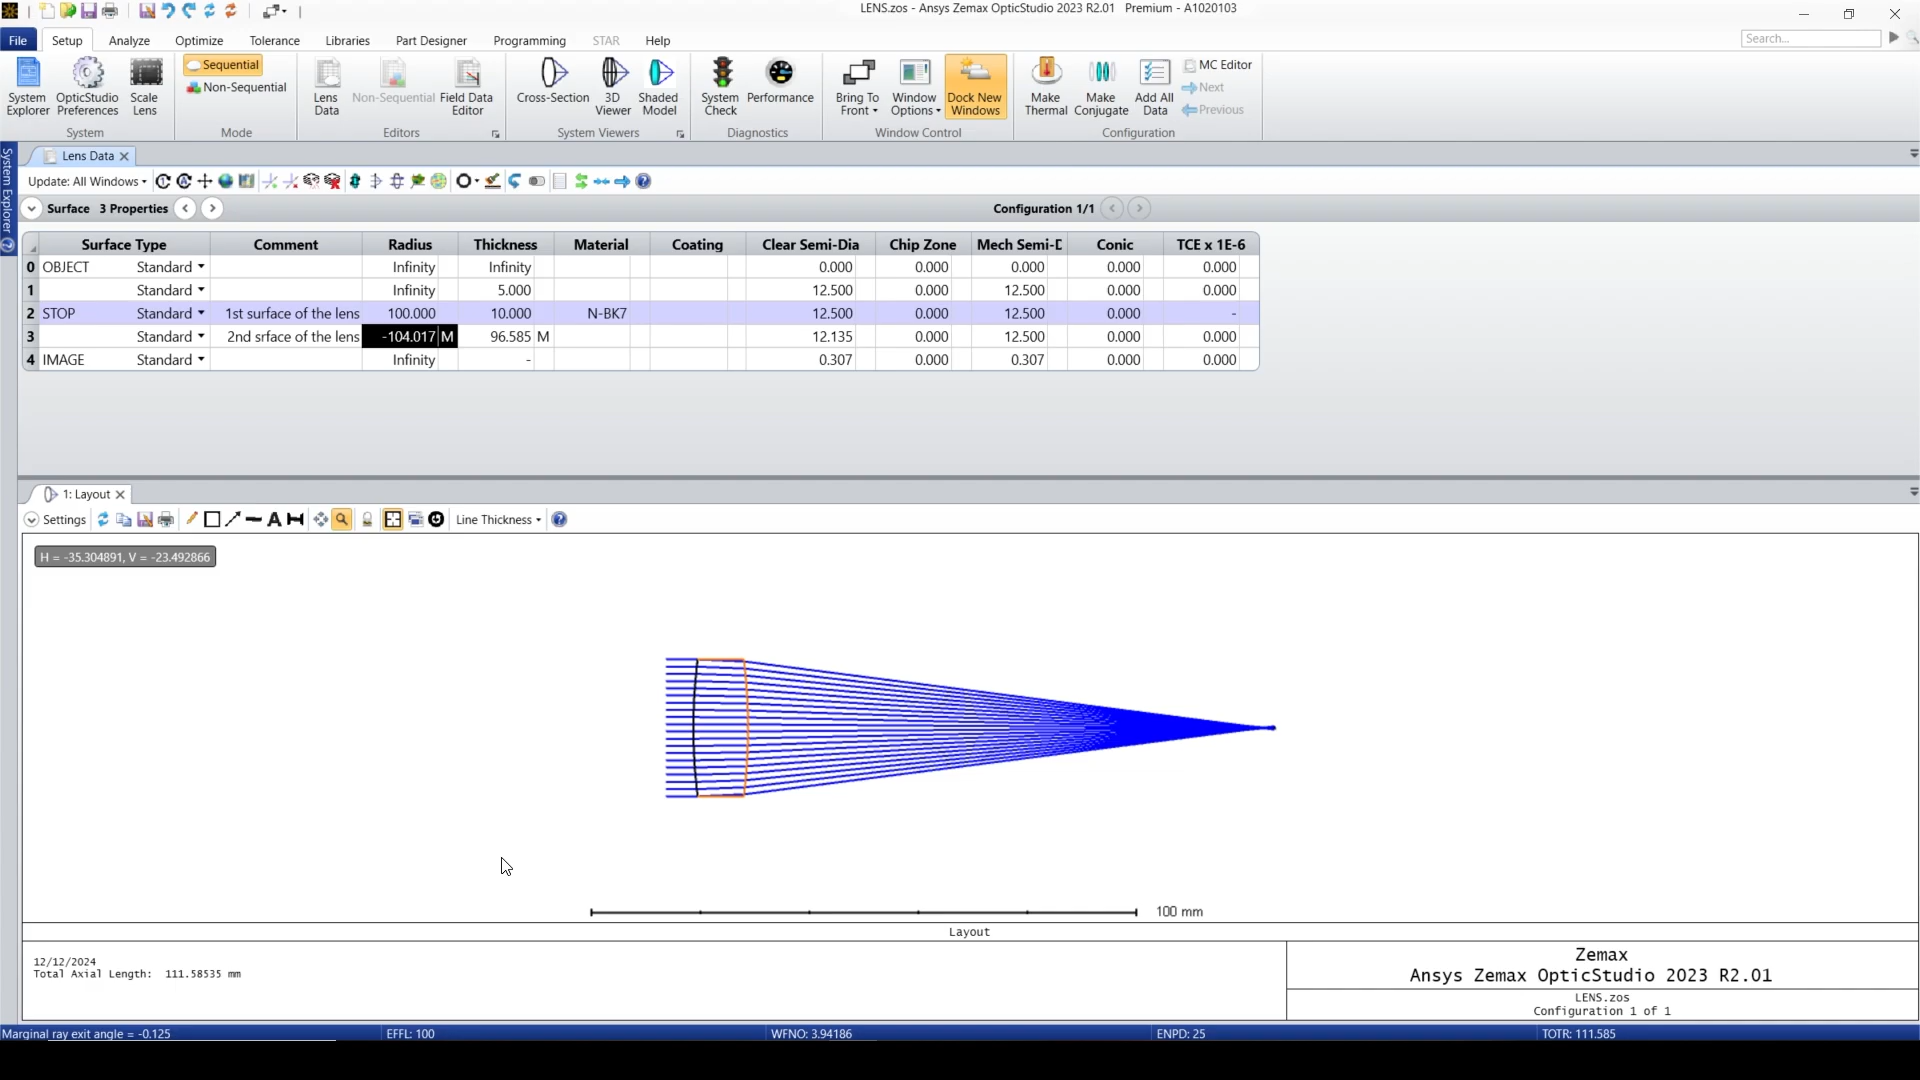 LENS.zos - Ansys Zemax OpticStudio 2023 R2.01 Premium - A1020103
File Setup Analyze Optimize Tolerance Libraries Part Designer Programming STAR Help Search...
System Explorer OpticStudio Preferences Scale Lens Sequential Non-Sequential Lens Data Non-Sequential Field Data Editor Cross-Section 3D Viewer Shaded Model System Check Performance Bring To Front Window Options Dock New Windows Make Thermal Make Conjugate Add All Data MC Editor Next Previous
System Mode Editors System Viewers Diagnostics Window Control Configuration
System Explorer
Lens Data
Update: All Windows
Surface 3 Properties Configuration 1/1
Surface Type Comment Radius Thickness Material Coating Clear Semi-Dia Chip Zone Mech Semi-D Conic TCE x 1E-6
0 OBJECT Standard Infinity Infinity 0.000 0.000 0.000 0.000 0.000
1 Standard Infinity 5.000 12.500 0.000 12.500 0.000 0.000
2 STOP Standard 1st surface of the lens 100.000 10.000 N-BK7 12.500 0.000 12.500 0.000 -
3 Standard 2nd srface of the lens -104.017 M 96.585 M 12.135 0.000 12.500 0.000 0.000
4 IMAGE Standard Infinity - 0.307 0.000 0.307 0.000 0.000
1: Layout
Settings A Line Thickness
H = -35.304891, V = -23.492866
100 mm
Layout
12/12/2024
Total Axial Length: 111.58535 mm
Zemax
Ansys Zemax OpticStudio 2023 R2.01
LENS.zos
Configuration 1 of 1
Marginal ray exit angle = -0.125 EFFL: 100 WFNO: 3.94186 ENPD: 25 TOTR: 111.585